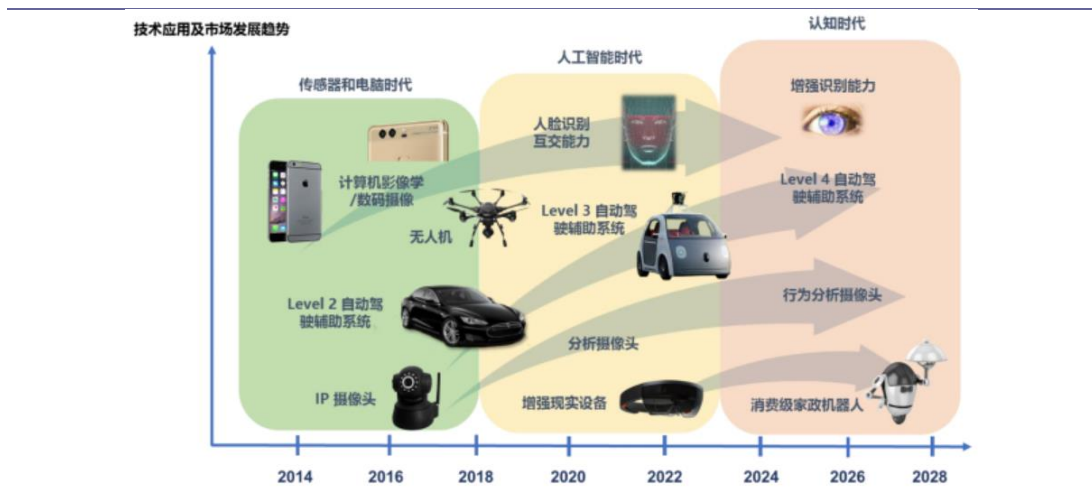 技术应用及市场发展趋势
认知时代
人工智能时代
传感器和电脑时代
增强识别能力
人脸识别
互交能力
计算机影像学
/数码摄像
Level 4 自动驾
驶辅助系统
Level 3 自动驾
驶辅助系统
无人机
Level 2 自动驾
驶辅助系统
行为分析摄像头
分析摄像头
IP 摄像头
增强现实设备
消费级家政机器人
2014
2016
2018
2020
2022
2024
2026
2028